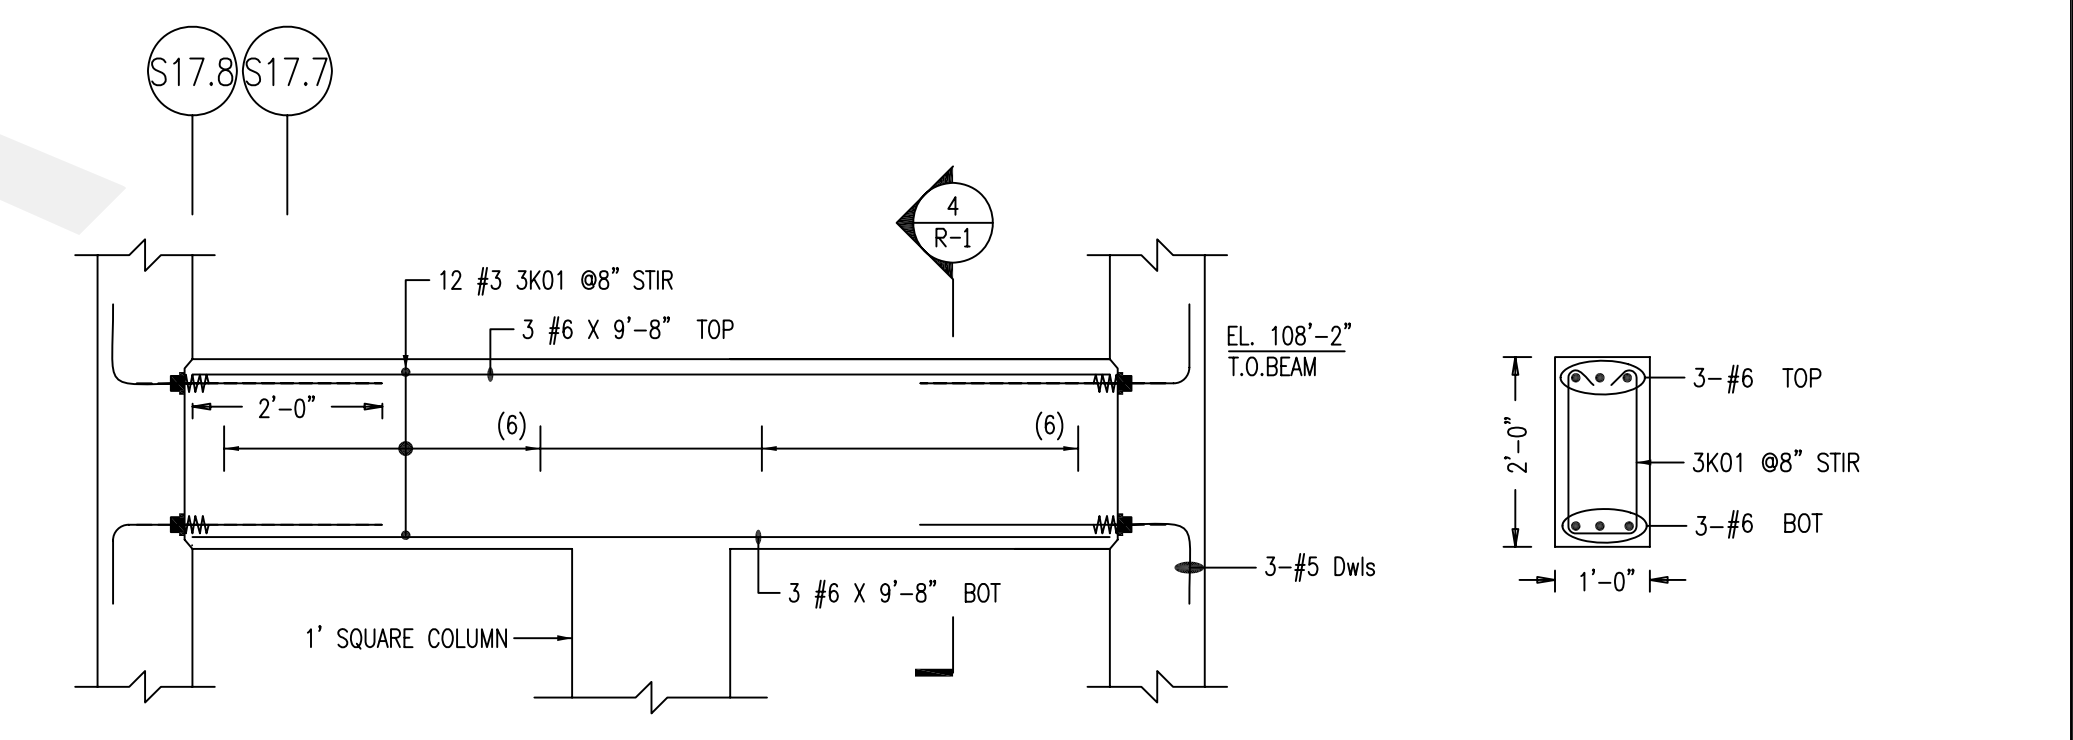 S17.8 S17.7
4
R-1
12 #3 3K01 @8" STIR
3 #6 X 9'-8" TOP
EL. 108'-2"
T.O.BEAM
2'-0"
(6) (6)
3-#6 TOP
2'-0"
3K01 @8" STIR
3-#6 BOT
3-#5 Dwls
1'-0"
3 #6 X 9'-8" BOT
1' SQUARE COLUMN